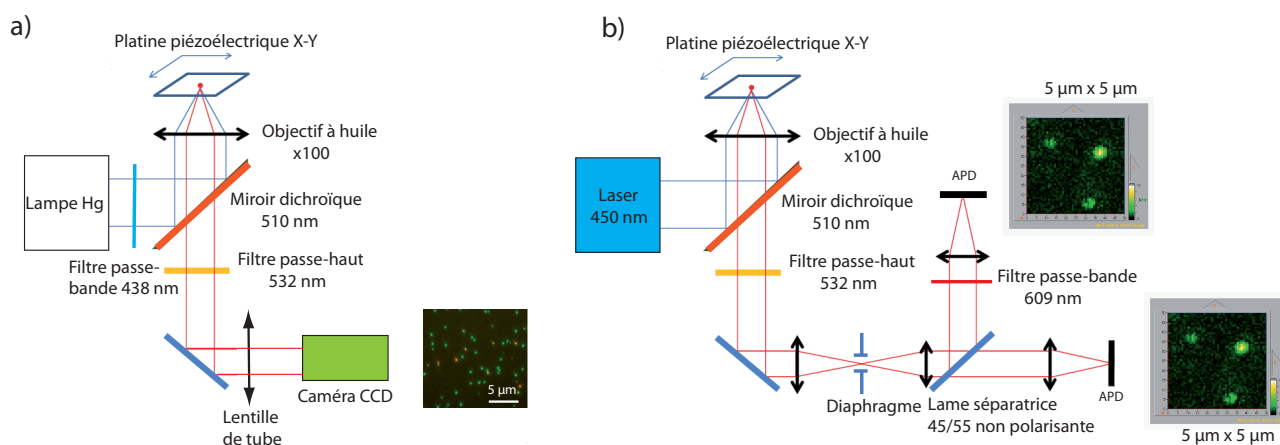 a)
Platine piézoélectrique X-Y
Objectif à huile
x100
Lampe Hg
Miroir dichroïque
510 nm
Filtre passe-
bande 438 nm
Filtre passe-haut
532 nm
Lentille
de tube
Caméra CCD
5 µm
b)
Platine piézoélectrique X-Y
Objectif à huile
x100
Laser
450 nm
Miroir dichroïque
510 nm
Filtre passe-haut
532 nm
Diaphragme
Lame séparatrice
45/55 non polarisante
APD
Filtre passe-bande
609 nm
APD
5 µm x 5 µm
5 µm x 5 µm